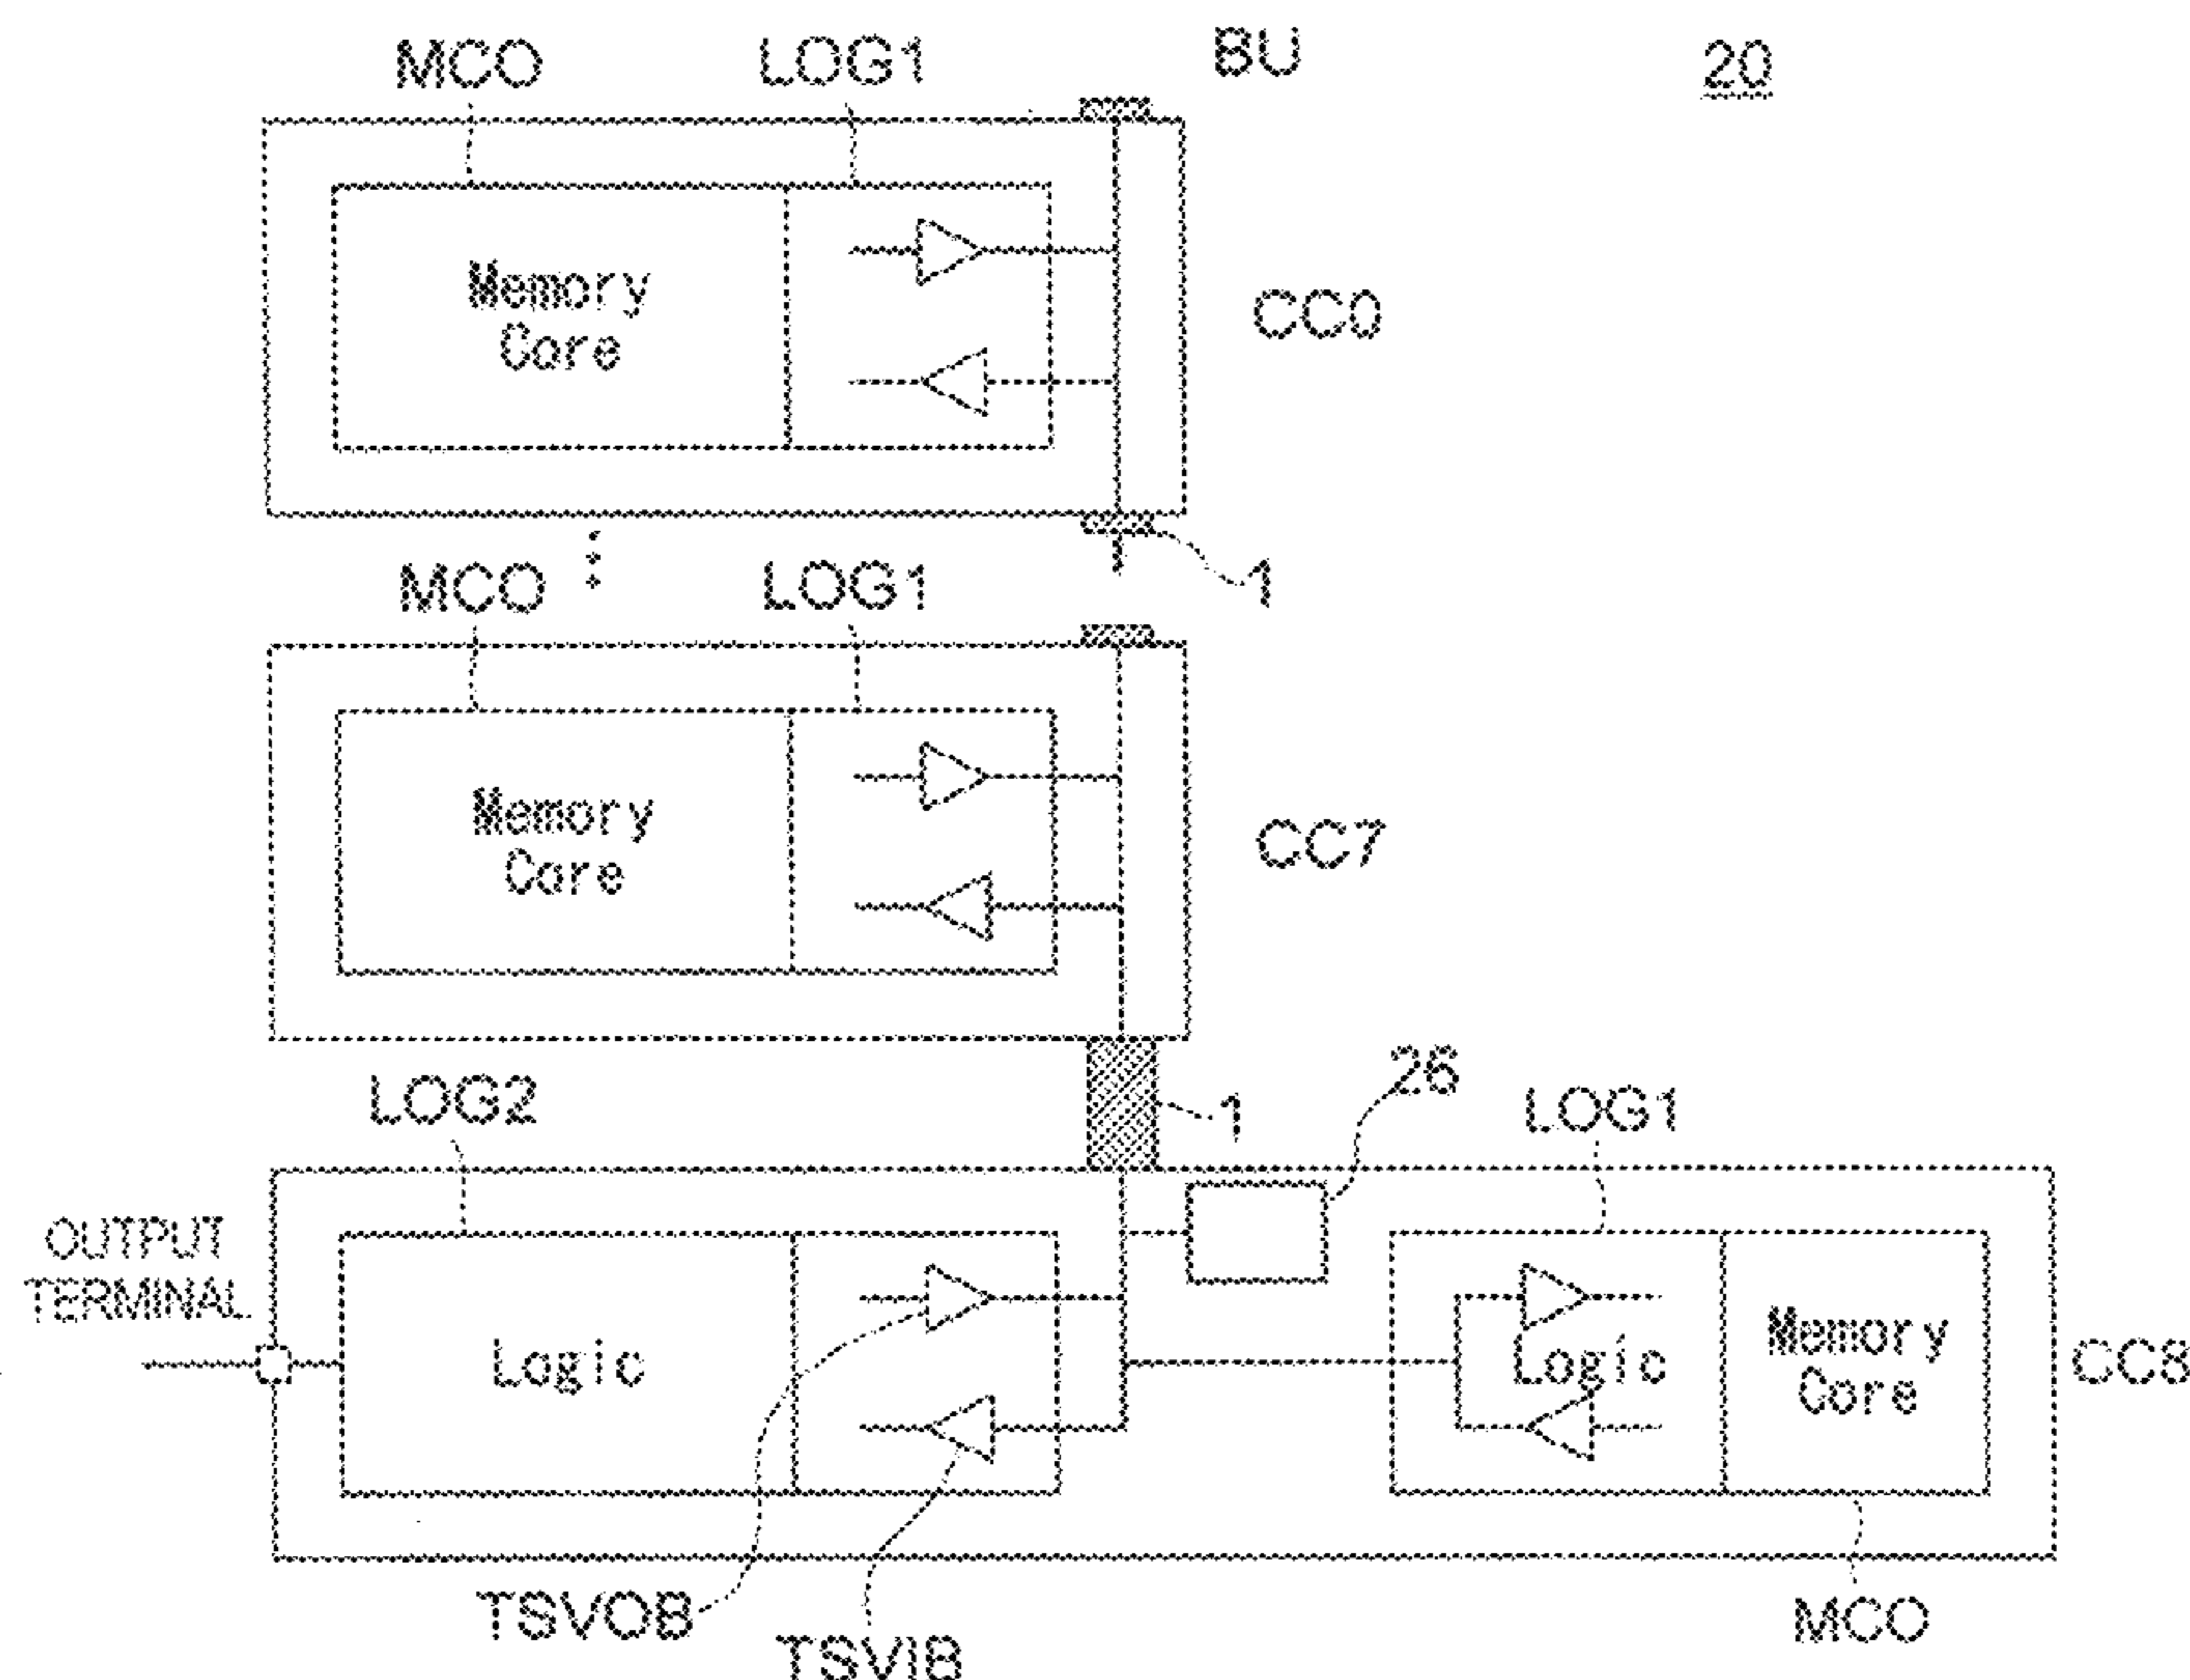 MCO
LOG1
BU
20
Memory
Core
CC0
1
MCO
LOG1
Memory
Core
CC7
LOG2
1
26
LOG1
OUTPUT
TERMINAL
Logic
Logic
Memory
Core
CC8
TSVOB
TSVIB
MCO